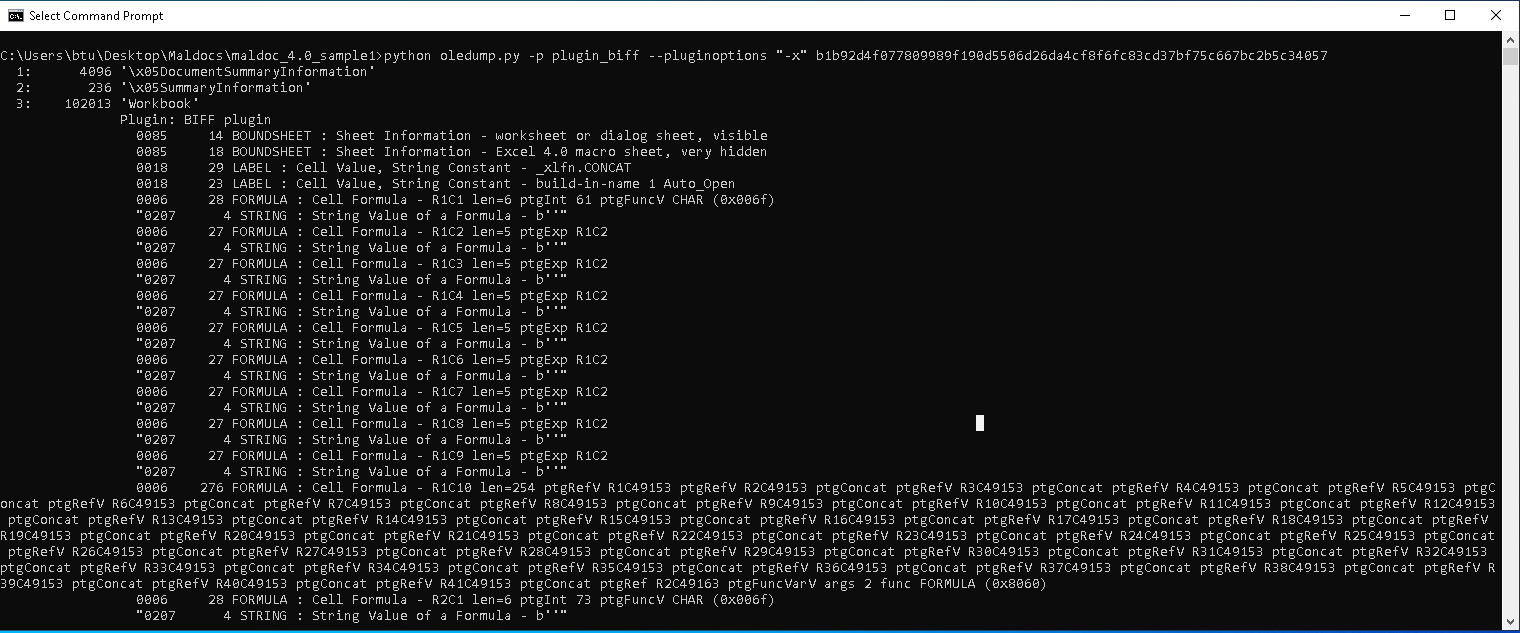 Select Command Prompt
C:\Users\btu\Desktop\Maldocs\maldoc_4.0_sample1>python oledump.py -p plugin_biff --pluginoptions "-x" b1b92d4f077809989f190d5506d26da4cf8f6fc83cd37bf75c667bc2b5c34057
  1:      4096 '\x05DocumentSummaryInformation'
  2:       236 '\x05SummaryInformation'
  3:    102013 'Workbook'
               Plugin: BIFF plugin
                 0085     14 BOUNDSHEET : Sheet Information - worksheet or dialog sheet, visible
                 0085     18 BOUNDSHEET : Sheet Information - Excel 4.0 macro sheet, very hidden
                 0018     29 LABEL : Cell Value, String Constant - _xlfn.CONCAT
                 0018     23 LABEL : Cell Value, String Constant - build-in-name 1 Auto_Open
                 0006     28 FORMULA : Cell Formula - R1C1 len=6 ptgInt 61 ptgFuncV CHAR (0x006f)
                 "0207      4 STRING : String Value of a Formula - b''"
                 0006     27 FORMULA : Cell Formula - R1C2 len=5 ptgExp R1C2
                 "0207      4 STRING : String Value of a Formula - b''"
                 0006     27 FORMULA : Cell Formula - R1C3 len=5 ptgExp R1C2
                 "0207      4 STRING : String Value of a Formula - b''"
                 0006     27 FORMULA : Cell Formula - R1C4 len=5 ptgExp R1C2
                 "0207      4 STRING : String Value of a Formula - b''"
                 0006     27 FORMULA : Cell Formula - R1C5 len=5 ptgExp R1C2
                 "0207      4 STRING : String Value of a Formula - b''"
                 0006     27 FORMULA : Cell Formula - R1C6 len=5 ptgExp R1C2
                 "0207      4 STRING : String Value of a Formula - b''"
                 0006     27 FORMULA : Cell Formula - R1C7 len=5 ptgExp R1C2
                 "0207      4 STRING : String Value of a Formula - b''"
                 0006     27 FORMULA : Cell Formula - R1C8 len=5 ptgExp R1C2
                 "0207      4 STRING : String Value of a Formula - b''"
                 0006     27 FORMULA : Cell Formula - R1C9 len=5 ptgExp R1C2
                 "0207      4 STRING : String Value of a Formula - b''"
                 0006    276 FORMULA : Cell Formula - R1C10 len=254 ptgRefV R1C49153 ptgRefV R2C49153 ptgConcat ptgRefV R3C49153 ptgConcat ptgRefV R4C49153 ptgConcat ptgRefV R5C49153 ptgC
oncat ptgRefV R6C49153 ptgConcat ptgRefV R7C49153 ptgConcat ptgRefV R8C49153 ptgConcat ptgRefV R9C49153 ptgConcat ptgRefV R10C49153 ptgConcat ptgRefV R11C49153 ptgConcat ptgRefV R12C49153
 ptgConcat ptgRefV R13C49153 ptgConcat ptgRefV R14C49153 ptgConcat ptgRefV R15C49153 ptgConcat ptgRefV R16C49153 ptgConcat ptgRefV R17C49153 ptgConcat ptgRefV R18C49153 ptgConcat ptgRefV
R19C49153 ptgConcat ptgRefV R20C49153 ptgConcat ptgRefV R21C49153 ptgConcat ptgRefV R22C49153 ptgConcat ptgRefV R23C49153 ptgConcat ptgRefV R24C49153 ptgConcat ptgRefV R25C49153 ptgConcat
 ptgRefV R26C49153 ptgConcat ptgRefV R27C49153 ptgConcat ptgRefV R28C49153 ptgConcat ptgRefV R29C49153 ptgConcat ptgRefV R30C49153 ptgConcat ptgRefV R31C49153 ptgConcat ptgRefV R32C49153
ptgConcat ptgRefV R33C49153 ptgConcat ptgRefV R34C49153 ptgConcat ptgRefV R35C49153 ptgConcat ptgRefV R36C49153 ptgConcat ptgRefV R37C49153 ptgConcat ptgRefV R38C49153 ptgConcat ptgRefV R
39C49153 ptgConcat ptgRefV R40C49153 ptgConcat ptgRefV R41C49153 ptgConcat ptgRef R2C49163 ptgFuncVarV args 2 func FORMULA (0x8060)
                 0006     28 FORMULA : Cell Formula - R2C1 len=6 ptgInt 73 ptgFuncV CHAR (0x006f)
                 "0207      4 STRING : String Value of a Formula - b''"